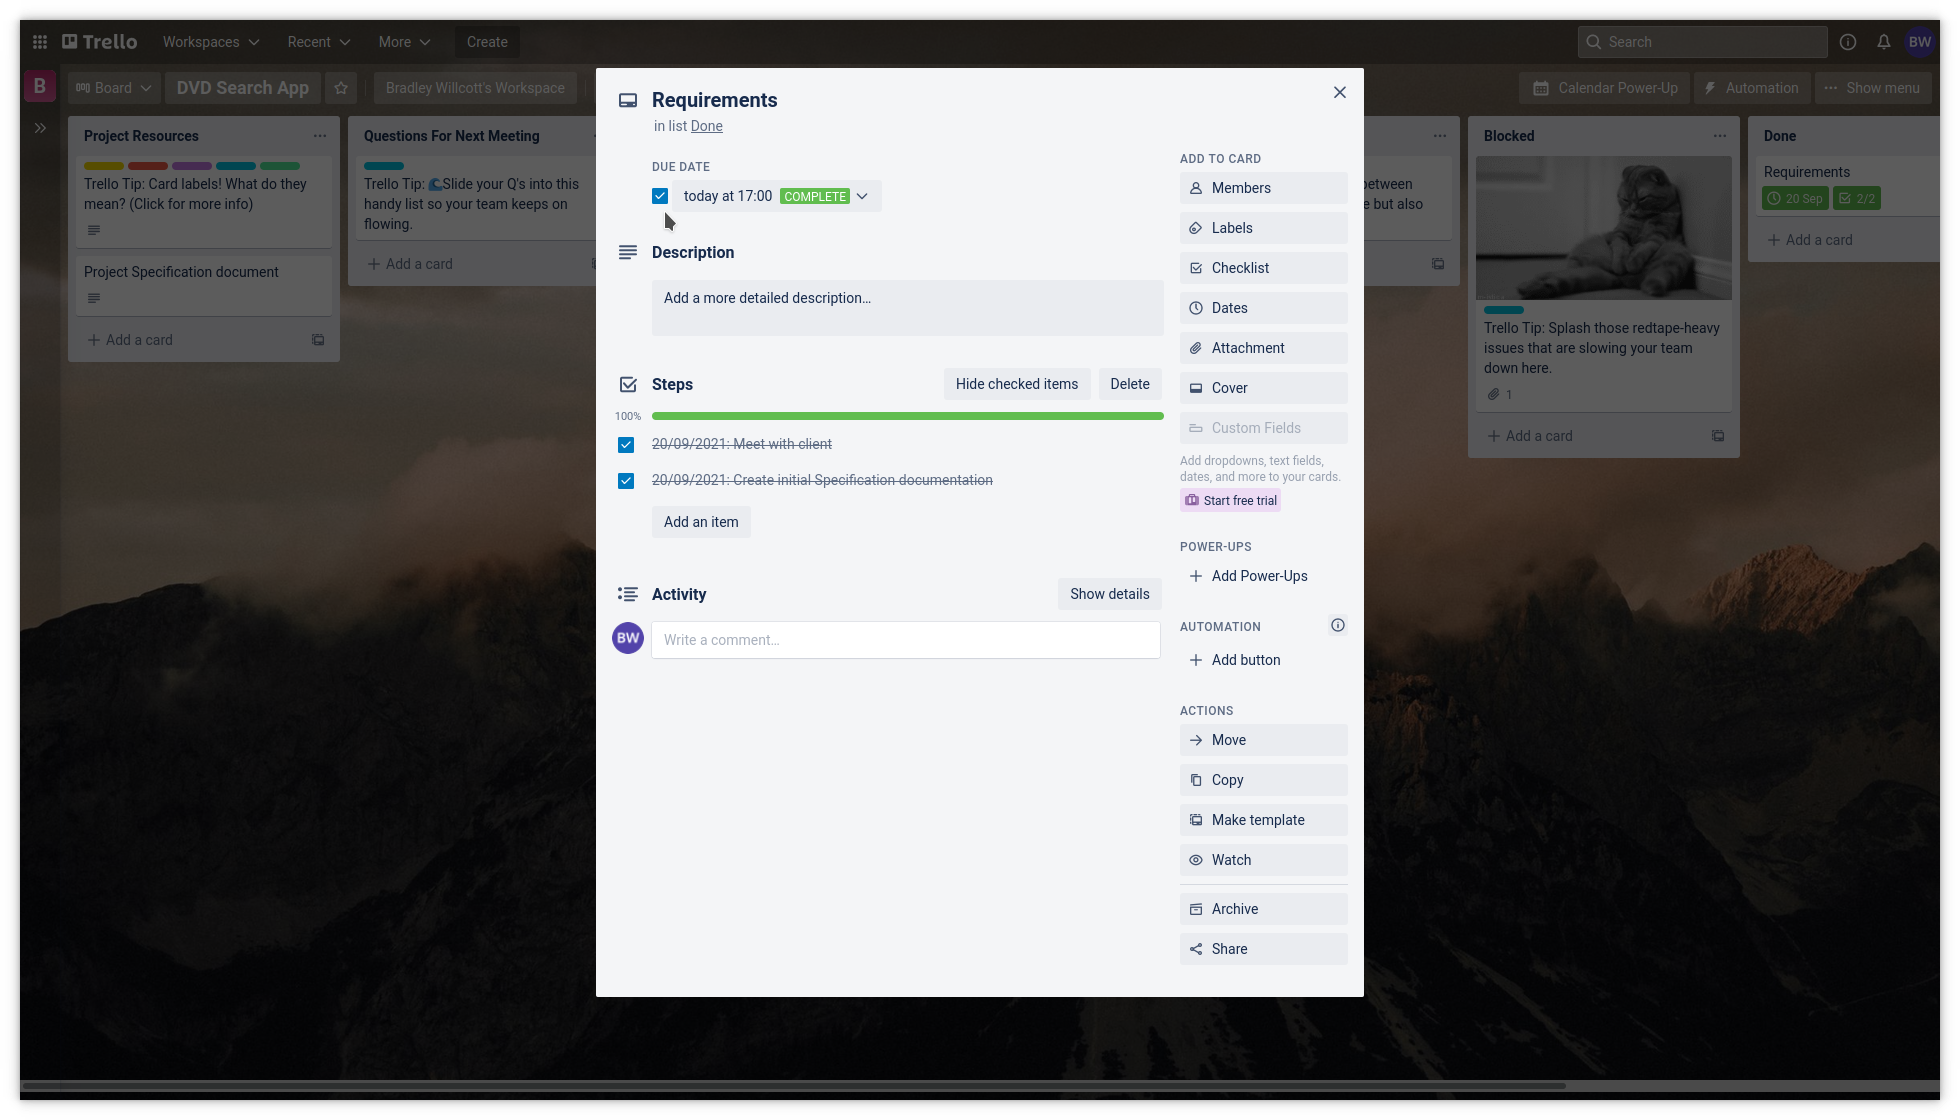 Trello
Workspaces
Recent
More
Create
Search
BW
B
Board
DVD Search App
Bradley Willcott's Workspace
Calendar Power-Up
Automation
Show menu
Project Resources
Trello Tip: Card labels! What do they
mean? (Click for more info)
Project Specification document
Add a card
Questions For Next Meeting
Trello Tip: 🌊Slide your Q's into this
handy list so your team keeps on
flowing.
Add a card
Requirements
in list Done
DUE DATE
today at 17:00 COMPLETE
Description
Add a more detailed description…
Steps
Hide checked items
Delete
100%
20/09/2021: Meet with client
20/09/2021: Create initial Specification documentation
Add an item
Activity
Show details
BW
Write a comment…
ADD TO CARD
Members
Labels
Checklist
Dates
Attachment
Cover
Custom Fields
Add dropdowns, text fields,
dates, and more to your cards.
Start free trial
POWER-UPS
Add Power-Ups
AUTOMATION
Add button
ACTIONS
Move
Copy
Make template
Watch
Archive
Share
between
e but also
Blocked
Trello Tip: Splash those redtape-heavy
issues that are slowing your team
down here.
1
Add a card
Done
Requirements
20 Sep
2/2
Add a card